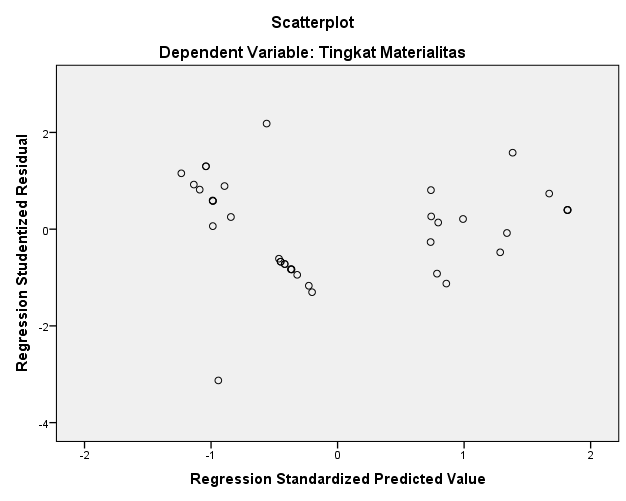 Scatterplot
Dependent Variable: Tingkat Materialitas
Regression Studentized Residual
2
0
-2
-4
-2
-1
0
1
2
Regression Standardized Predicted Value